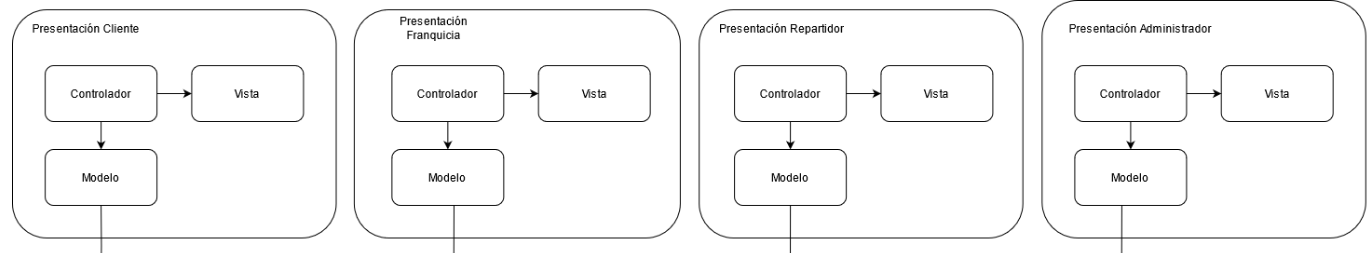 Presentación Cliente
Controlador
Vista
Modelo
Presentación
Franquicia
Controlador
Vista
Modelo
Presentación Repartidor
Controlador
Vista
Modelo
Presentación Administrador
Controlador
Vista
Modelo